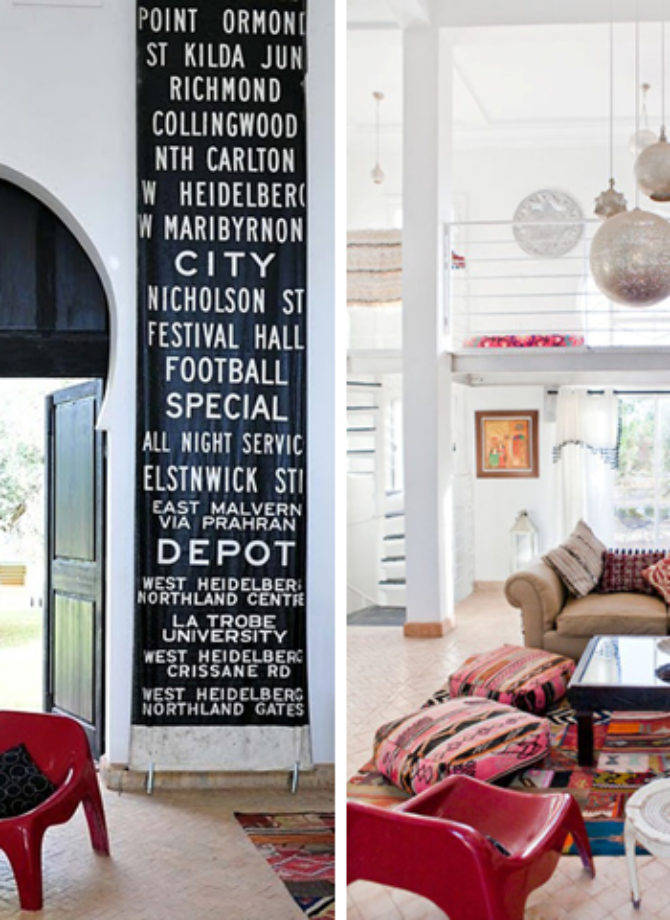 POINT ORMOND
ST KILDA JUN
RICHMOND
COLLINGWOOD
NTH CARLTON
W HEIDELBERG
W MARIBYRNON
CITY
NICHOLSON ST
FESTIVAL HALL
FOOTBALL
SPECIAL
ALL NIGHT SERVIC
ELSTNWICK ST
EAST MALVERN
VIA PRAHRAN
DEPOT
WEST HEIDELBERG
NORTHLAND CENTRE
LA TROBE
UNIVERSITY
WEST HEIDELBERG
CRISSANE RD
WEST HEIDELBERG
NORTHLAND GATES